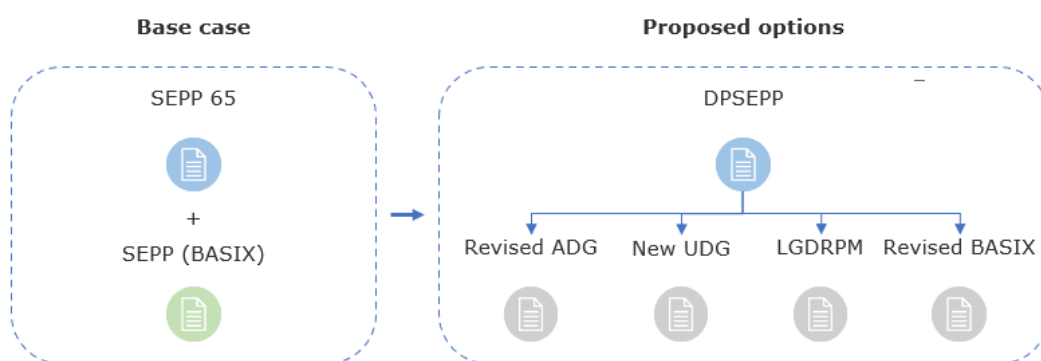 Base case
Proposed options
SEPP 65
+
SEPP (BASIX)
DPSEPP
Revised ADG
New UDG
LGDRPM
Revised BASIX